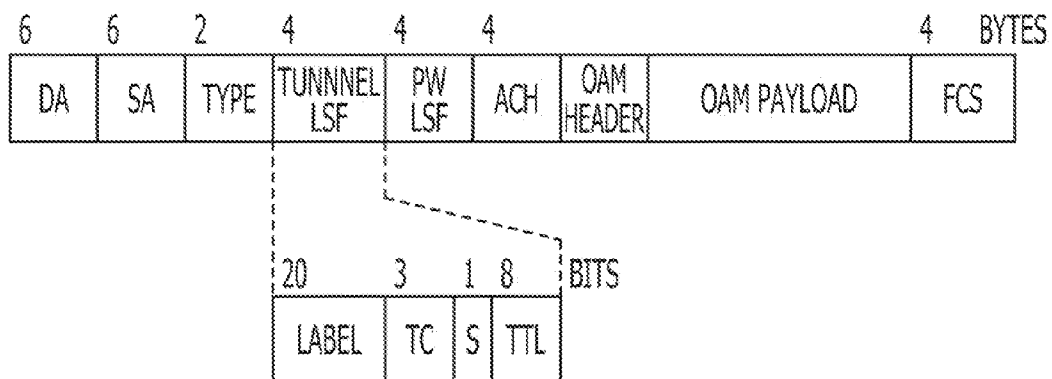 6 6 2 4 4 4 4 BYTES
DA SA TYPE TUNNNEL LSF PW LSF ACH OAM HEADER OAM PAYLOAD FCS
20 3 1 8 BITS
LABEL TC S TTL